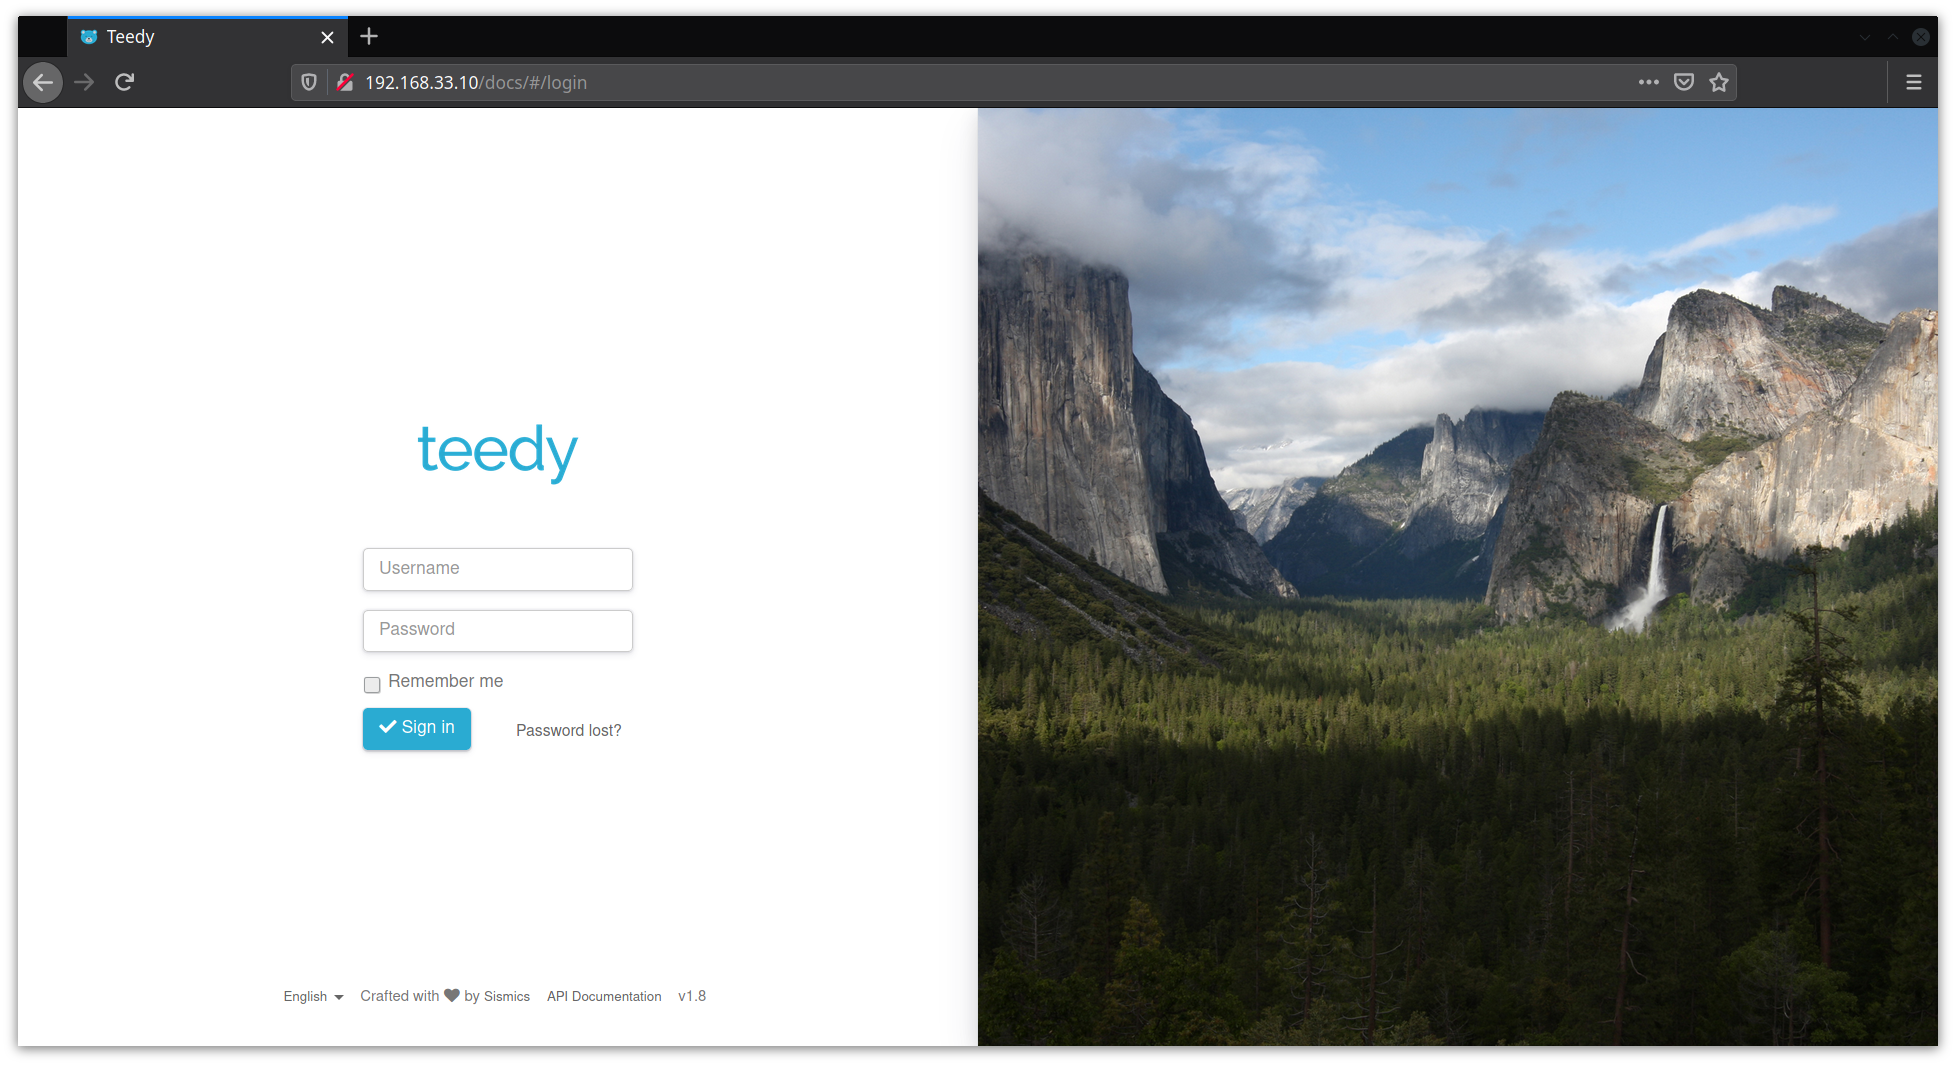 Teedy
192.168.33.10/docs/#/login
teedy
Username
Password
Remember me
Sign in
Password lost?
English Crafted with by Sismics API Documentation v1.8